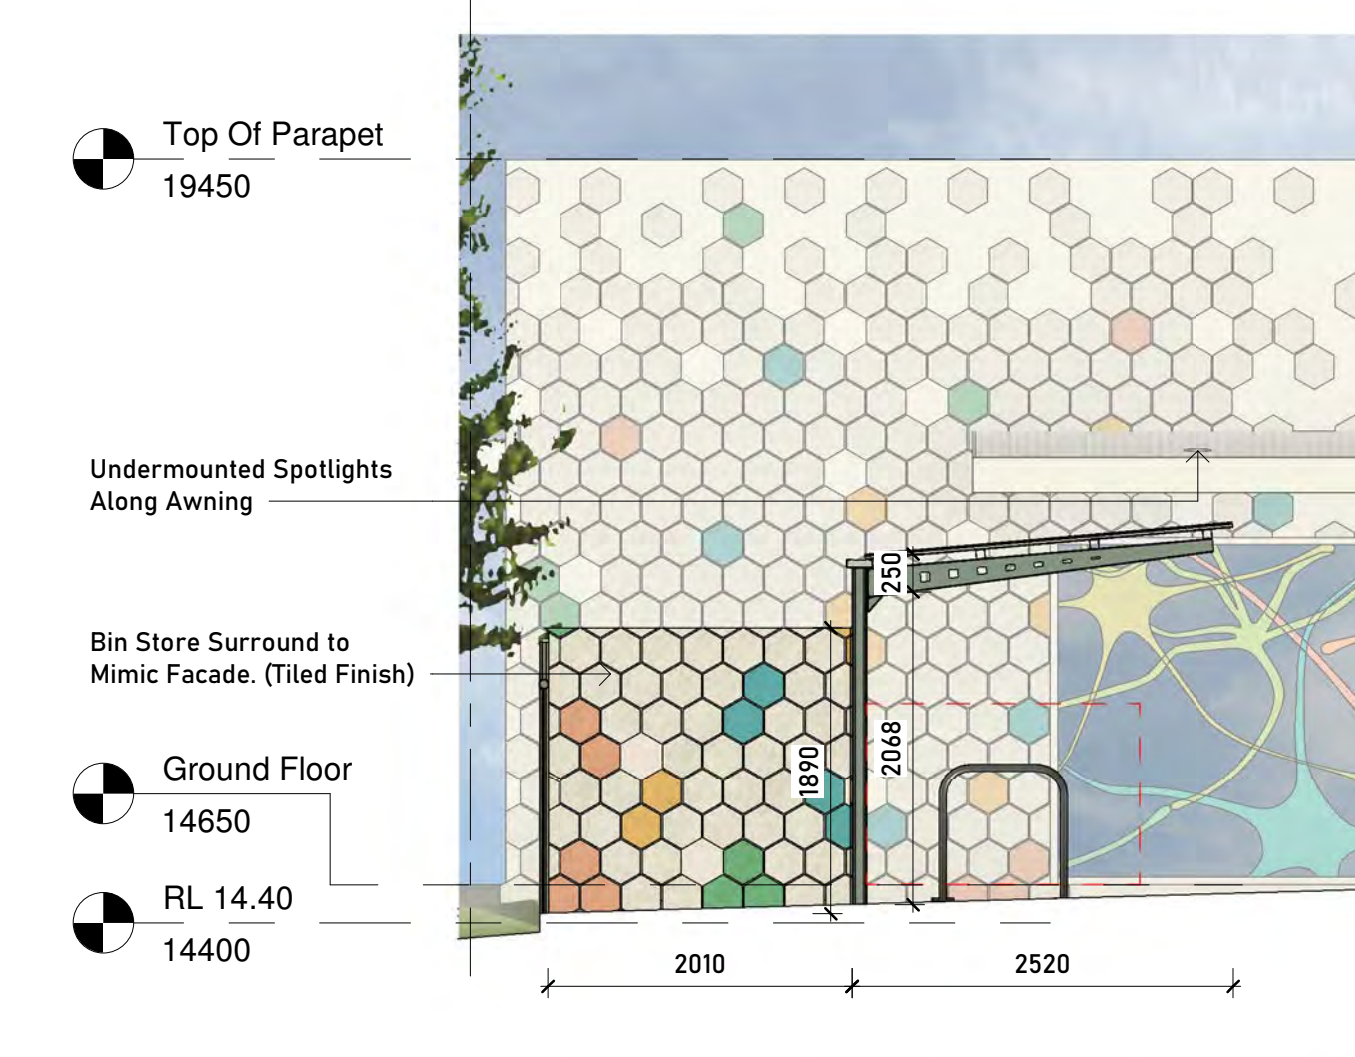 Top Of Parapet
19450
Undermounted Spotlights
Along Awning
250
Bin Store Surround to
Mimic Facade. (Tiled Finish)
1890
2068
Ground Floor
14650
RL 14.40
14400
2010
2520